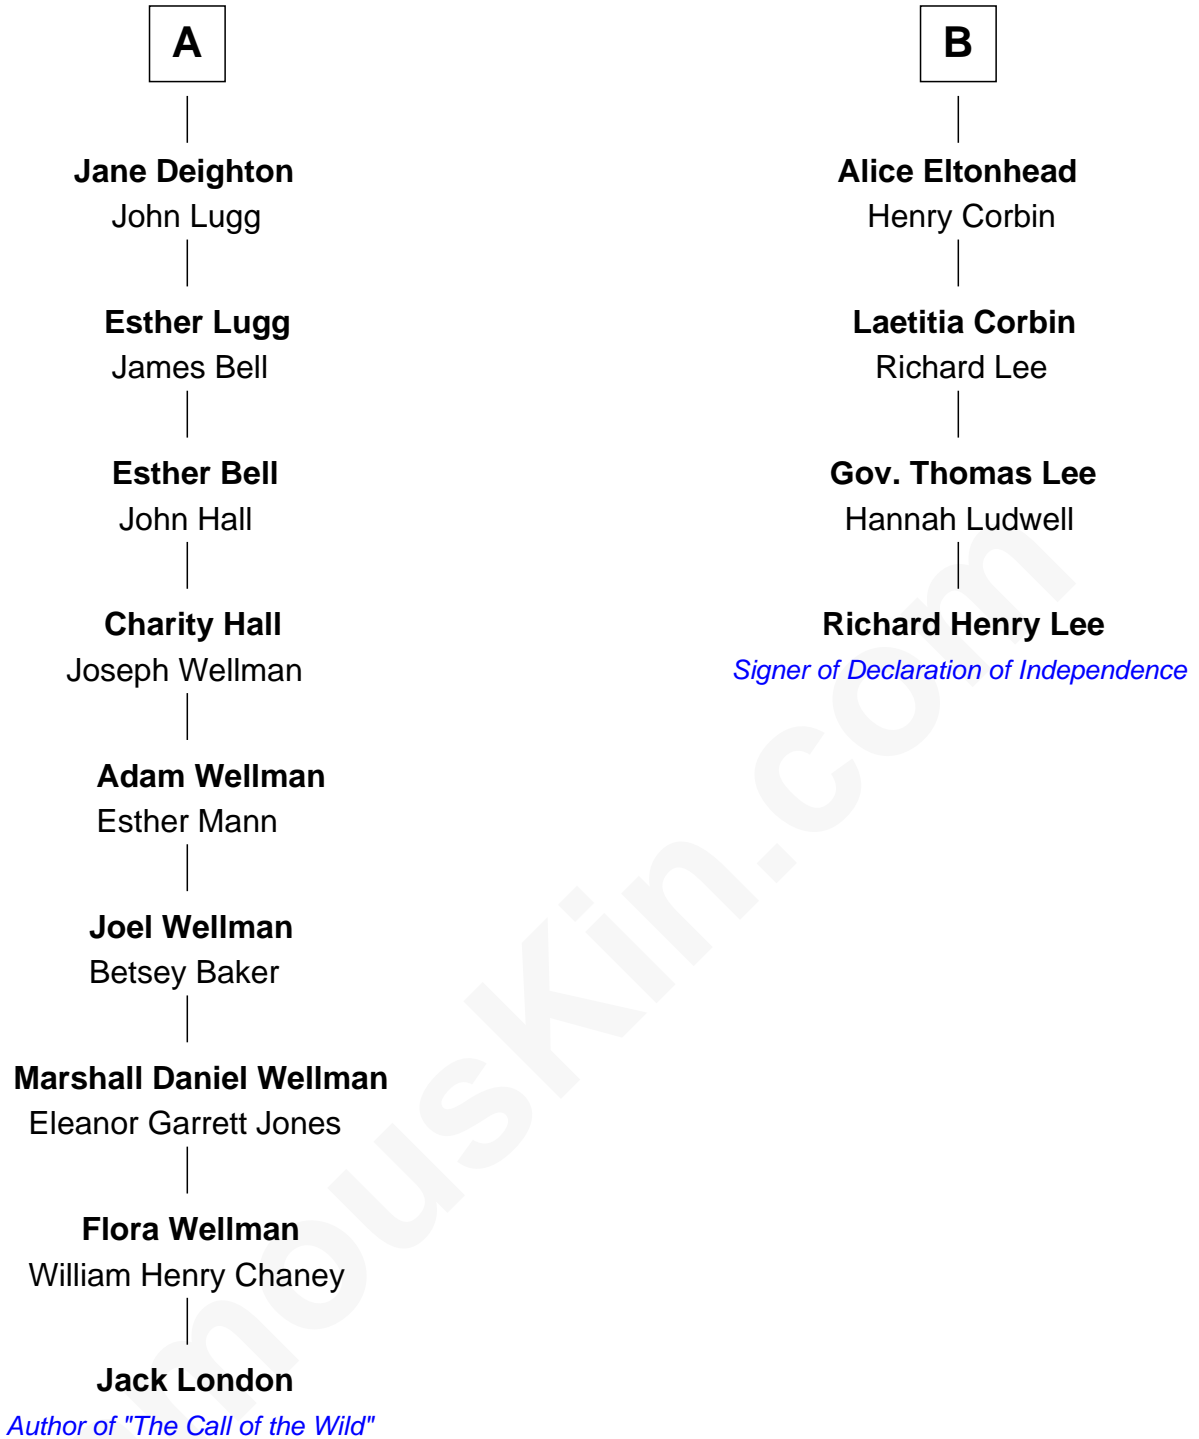 A
Jane Deighton
John Lugg
Esther Lugg
James Bell
Esther Bell
John Hall
Charity Hall
Joseph Wellman
Adam Wellman
Esther Mann
Joel Wellman
Betsey Baker
Marshall Daniel Wellman
Eleanor Garrett Jones
Flora Wellman
William Henry Chaney
Jack London
Author of "The Call of the Wild"
B
Alice Eltonhead
Henry Corbin
Laetitia Corbin
Richard Lee
Gov. Thomas Lee
Hannah Ludwell
Richard Henry Lee
Signer of Declaration of Independence
mousKin.com